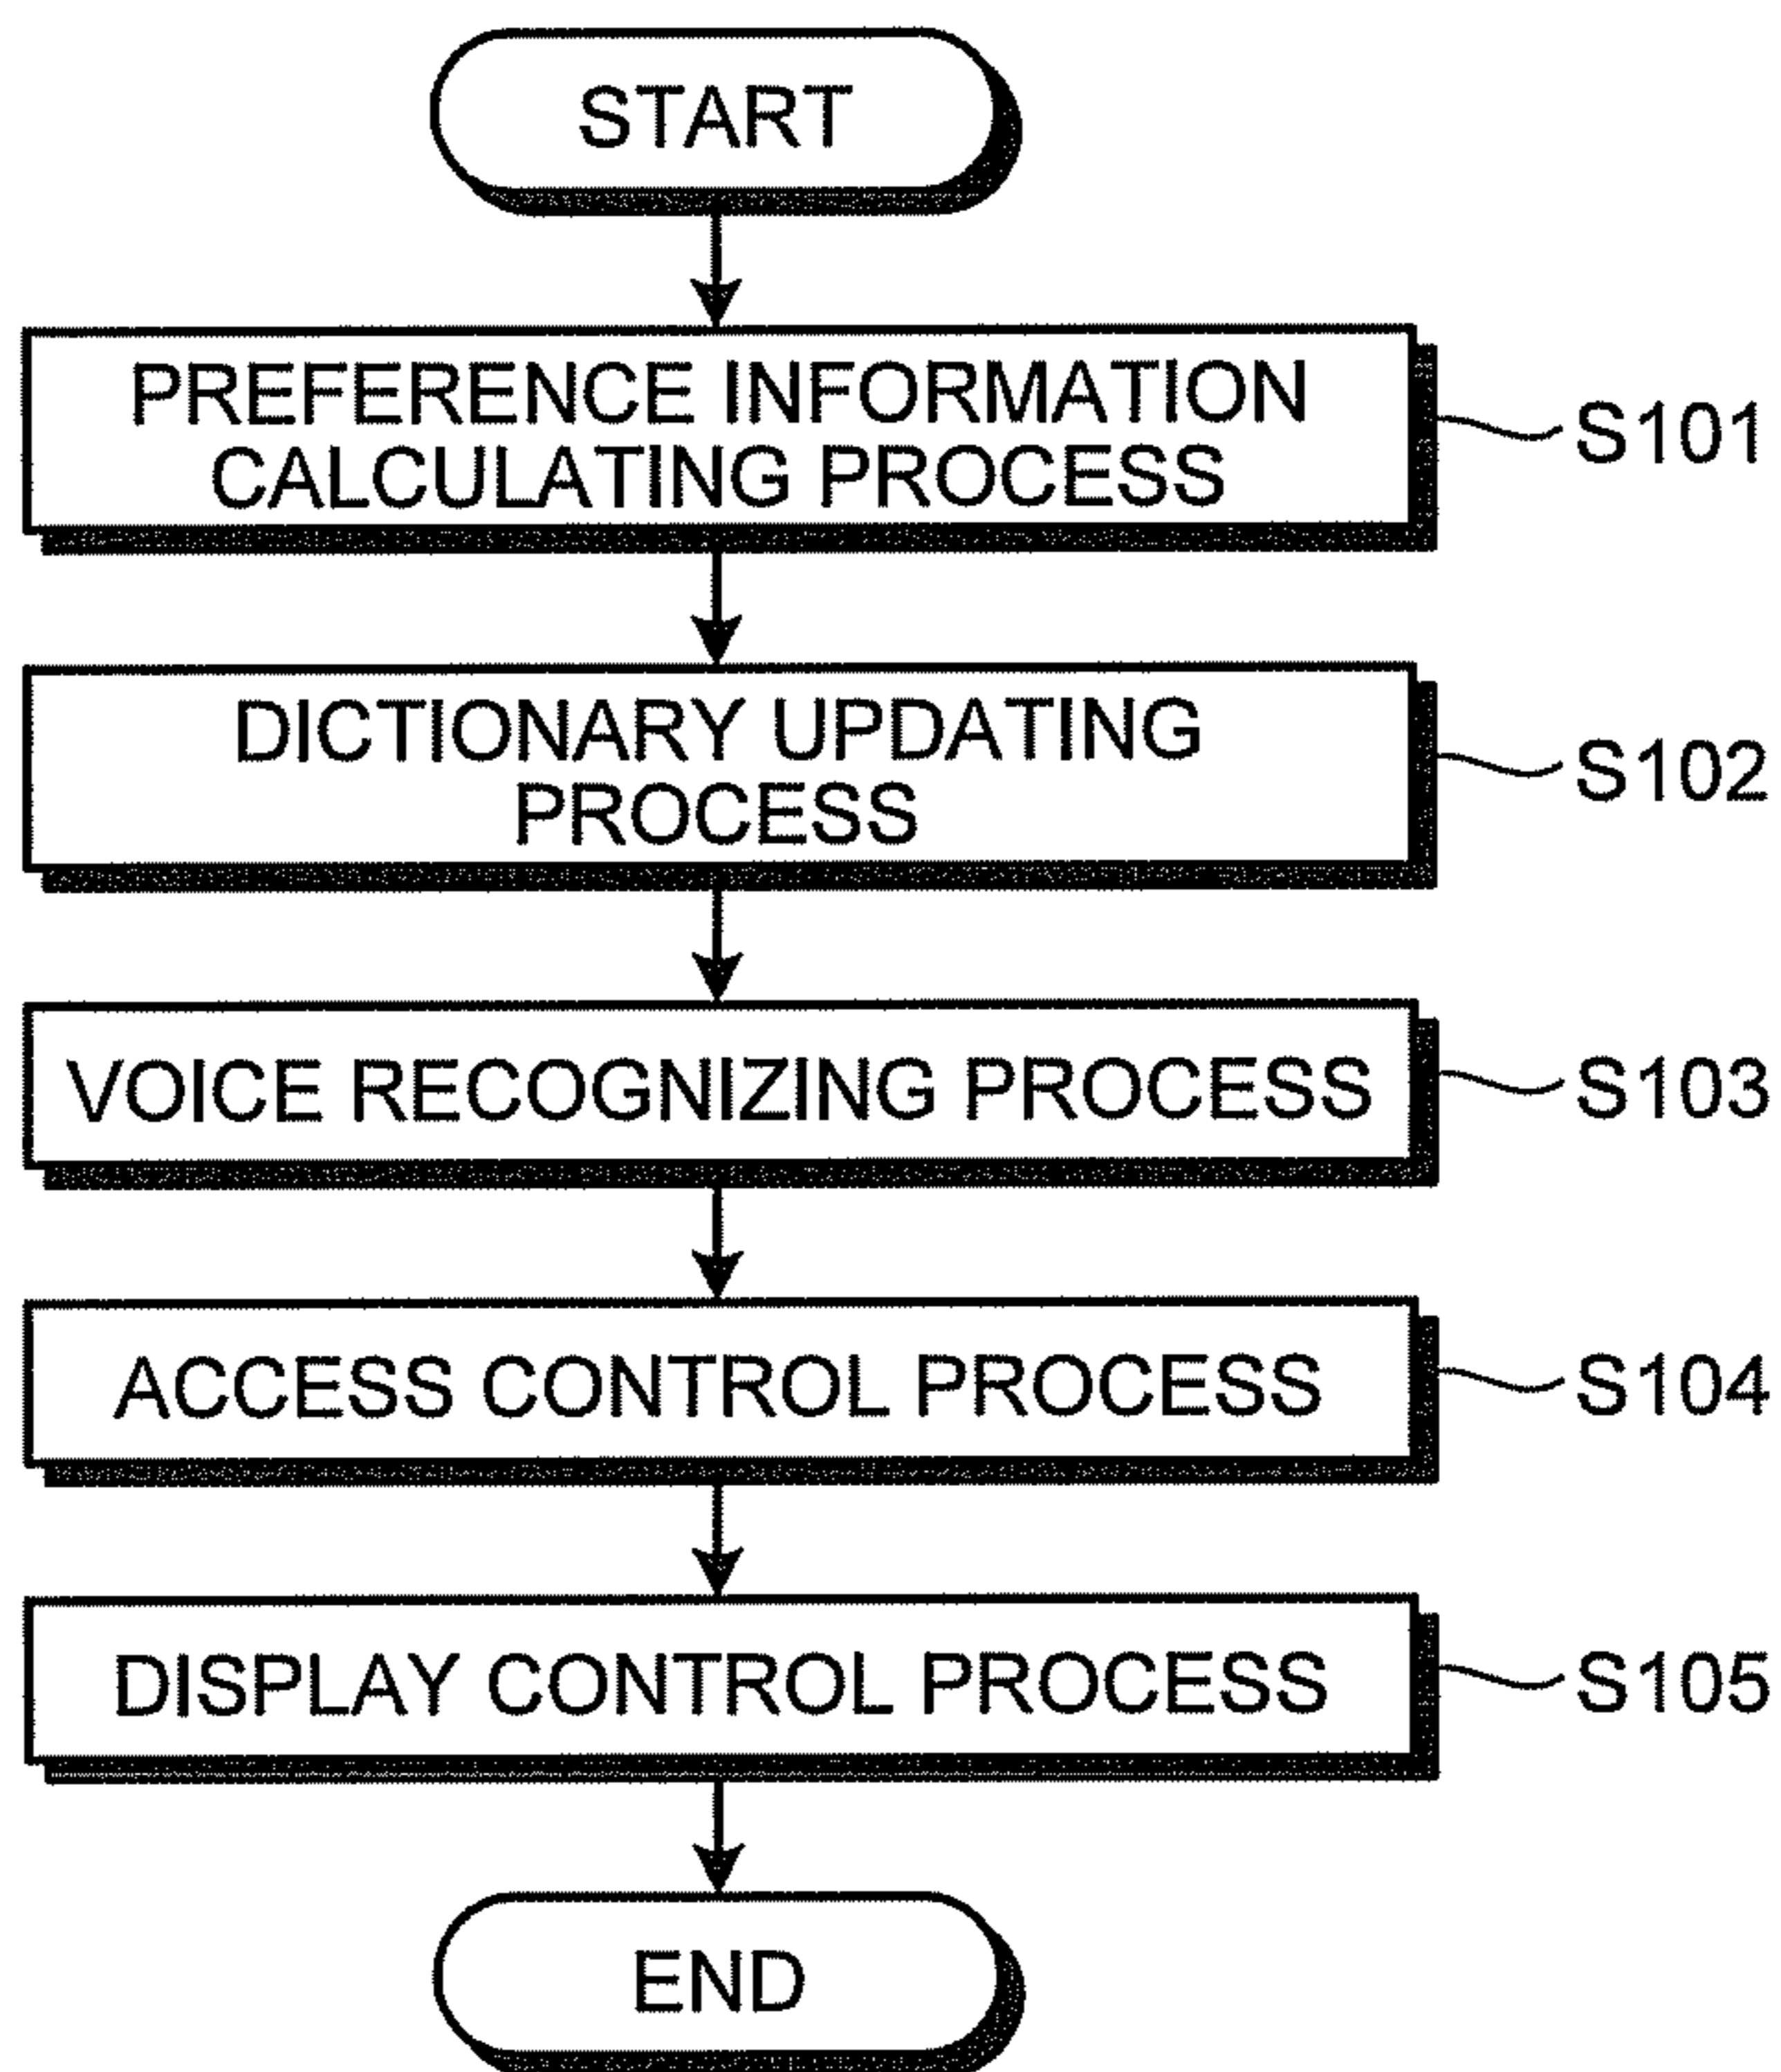 START
PREFERENCE INFORMATION
CALCULATING PROCESS
S101
DICTIONARY UPDATING
PROCESS
S102
VOICE RECOGNIZING PROCESS
S103
ACCESS CONTROL PROCESS
S104
DISPLAY CONTROL PROCESS
S105
END